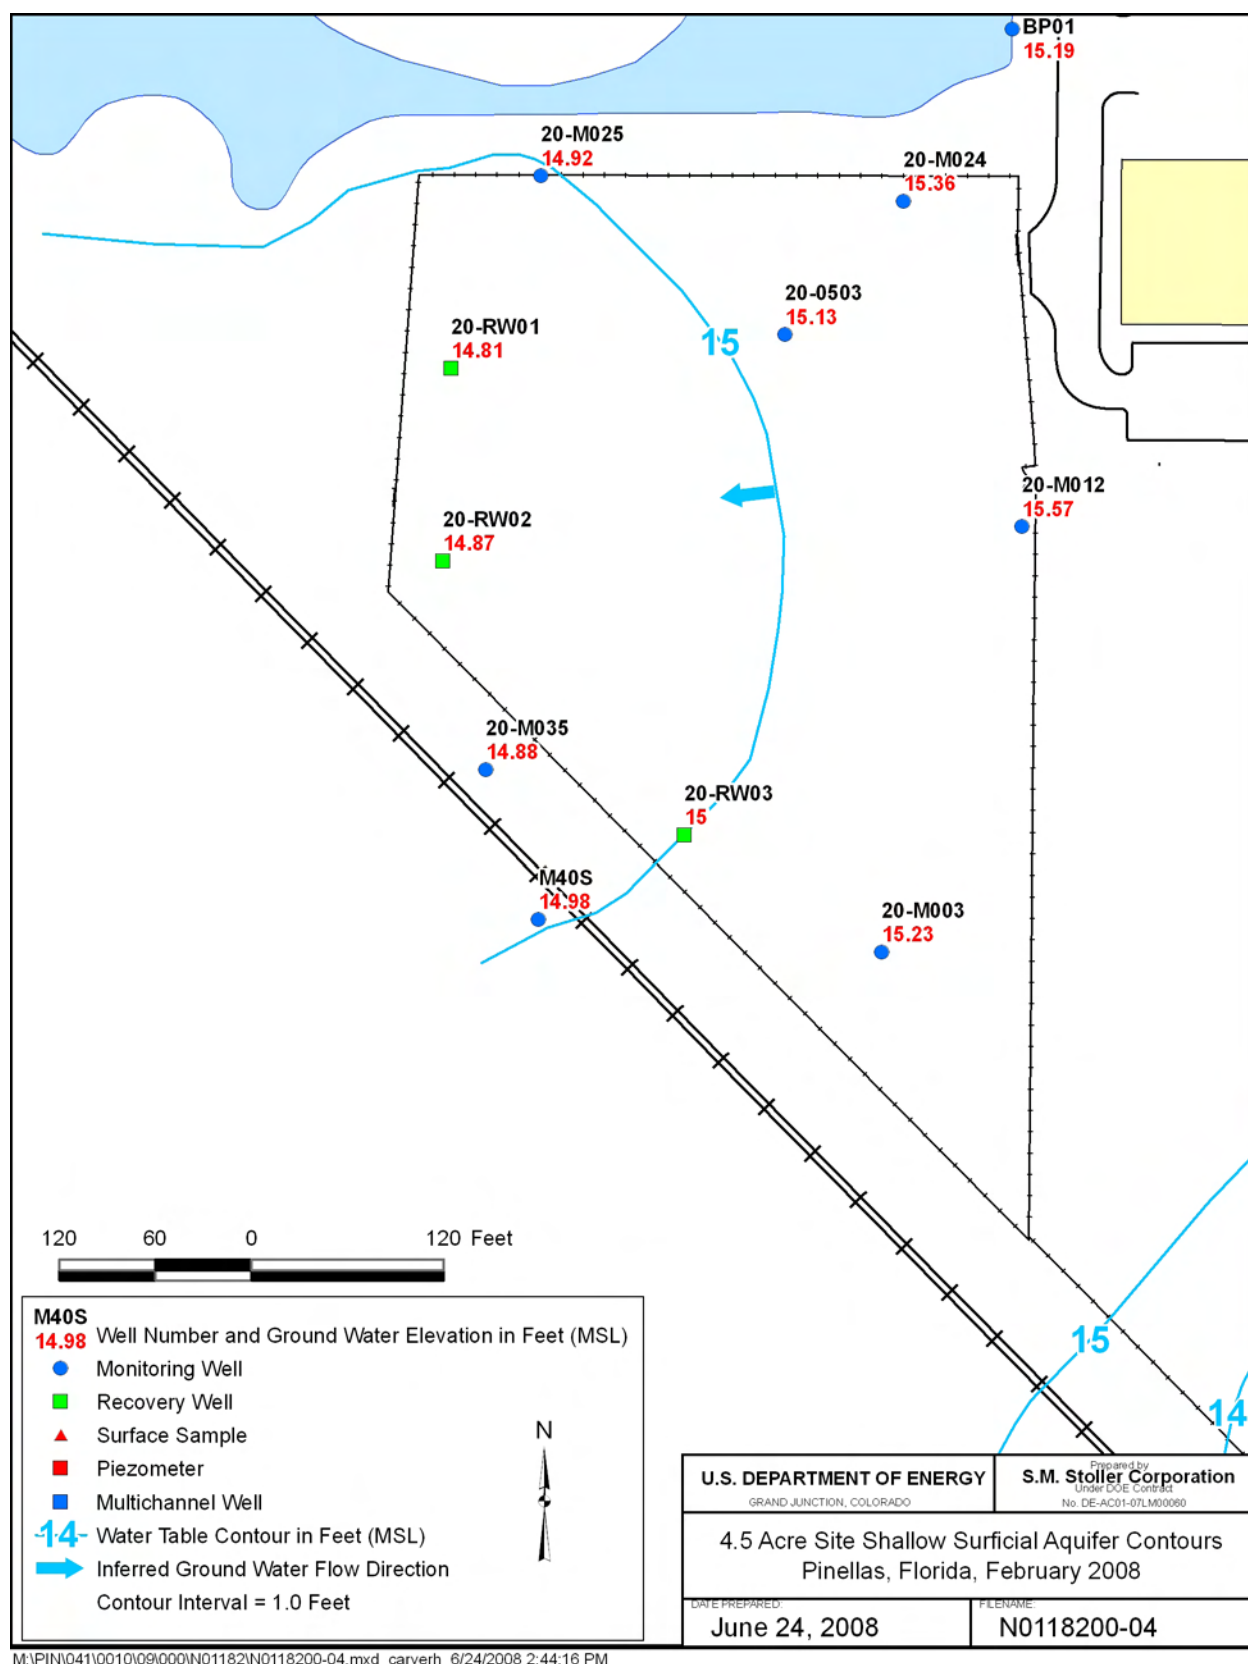 BP01
15.19
20-M025
14.92
20-M024
15.36
20-0503
15.13
20-RW01
14.81
15
20-M012
15.57
20-RW02
14.87
20-M035
14.88
20-RW03
15
M40S
14.98
20-M003
15.23
120 60 0 120 Feet
15
14
M40S
14.98 Well Number and Ground Water Elevation in Feet (MSL)
Monitoring Well
Recovery Well
Surface Sample
Piezometer
Multichannel Well
14 Water Table Contour in Feet (MSL)
Inferred Ground Water Flow Direction
Contour Interval = 1.0 Feet
N
U.S. DEPARTMENT OF ENERGY
GRAND JUNCTION, COLORADO
Prepared by
S.M. Stoller Corporation
Under DOE Contract
No. DE-AC01-07LM00060
4.5 Acre Site Shallow Surficial Aquifer Contours
Pinellas, Florida, February 2008
DATE PREPARED:
June 24, 2008
FILENAME:
N0118200-04
M:\PIN\041\0010\09\000\N01182\N0118200-04.mxd carverh 6/24/2008 2:44:16 PM